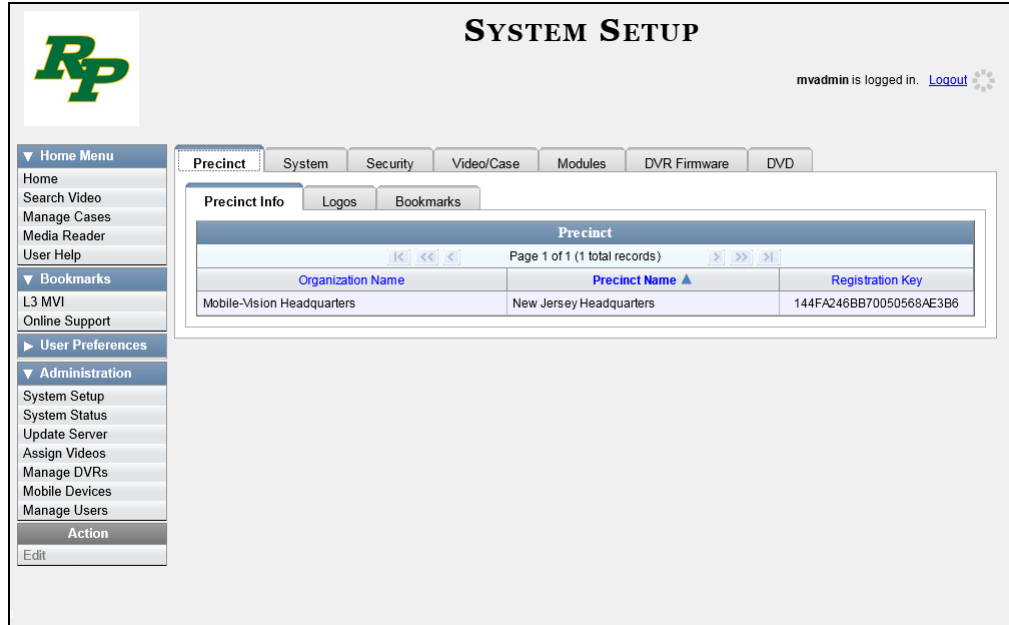 RP
SYSTEM SETUP
mvadmin is logged in. Logout
▼ Home Menu
Home
Search Video
Manage Cases
Media Reader
User Help
▼ Bookmarks
L3 MVI
Online Support
▶ User Preferences
▼ Administration
System Setup
System Status
Update Server
Assign Videos
Manage DVRs
Mobile Devices
Manage Users
Action
Edit
Precinct System Security Video/Case Modules DVR Firmware DVD
Precinct Info Logos Bookmarks
Precinct
|< << < Page 1 of 1 (1 total records) > >> >|
Organization Name Precinct Name ▲ Registration Key
Mobile-Vision Headquarters New Jersey Headquarters 144FA246BB70050568AE3B6